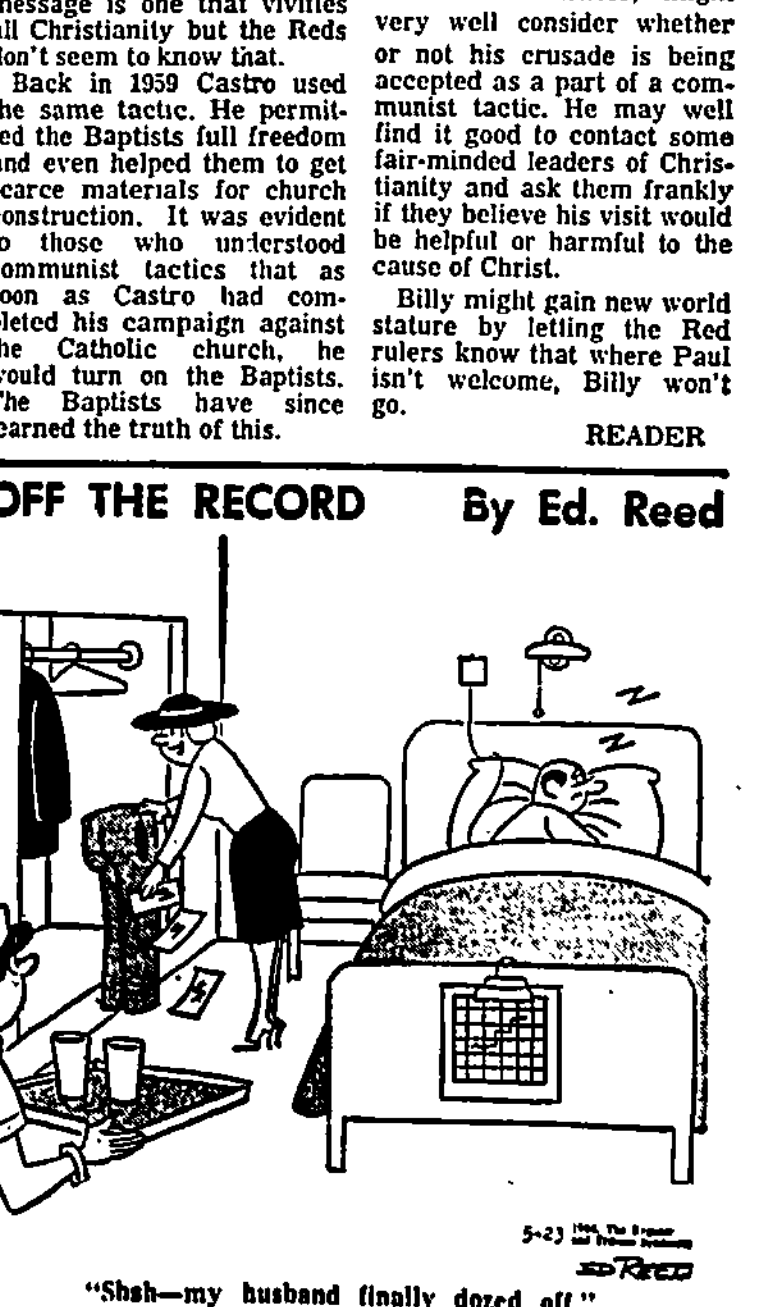 message is one that vivifies
all Christianity but the Reds
don't seem to know that.
Back in 1959 Castro used
the same tactic. He permit-
ted the Baptists full freedom
and even helped them to get
scarce materials for church
construction. It was evident
to those who understood
communist tactics that as
soon as Castro had com-
pleted his campaign against
the Catholic church, he
would turn on the Baptists.
The Baptists have since
learned the truth of this.
very well consider whether
or not his crusade is being
accepted as a part of a com-
munist tactic. He may well
find it good to contact some
fair-minded leaders of Chris-
tianity and ask them frankly
if they believe his visit would
be helpful or harmful to the
cause of Christ.
Billy might gain new world
stature by letting the Red
rulers know that where Paul
isn't welcome, Billy won't
go.
READER
OFF THE RECORD By Ed. Reed
Z
Z
5-23
The
and Tribune
ED REED
"Shsh—my husband finally dozed off."